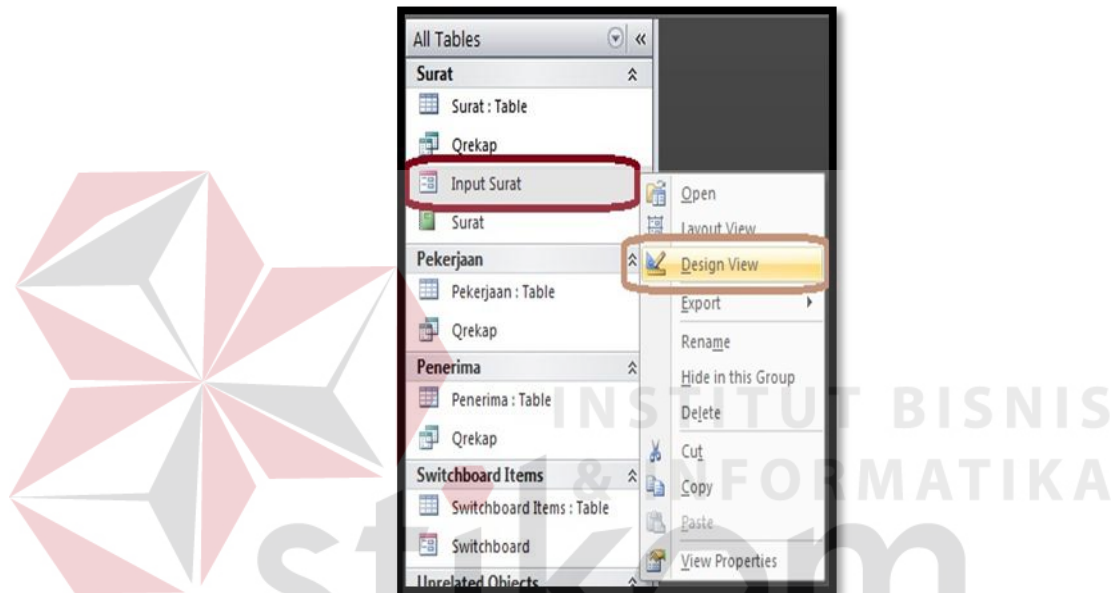 All Tables
Surat
Surat : Table
Qrekap
Input Surat
Surat
Pekerjaan
Pekerjaan : Table
Qrekap
Penerima
Penerima : Table
Qrekap
Switchboard Items
Switchboard Items : Table
Switchboard
Unrelated Objects
Open
Layout View
Design View
Export
Rename
Hide in this Group
Delete
Cut
Copy
Paste
View Properties
INSTITUT BISNIS
& INFORMATIKA
stikom